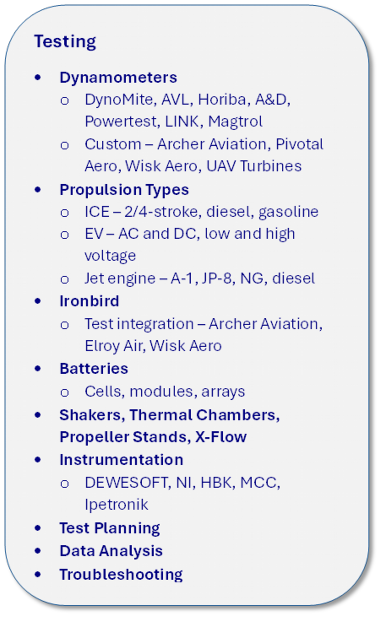 Testing
• Dynamometers
o DynoMite, AVL, Horiba, A&D,
Powertest, LINK, Magtrol
o Custom – Archer Aviation, Pivotal
Aero, Wisk Aero, UAV Turbines
• Propulsion Types
o ICE – 2/4-stroke, diesel, gasoline
o EV – AC and DC, low and high
voltage
o Jet engine – A-1, JP-8, NG, diesel
• Ironbird
o Test integration – Archer Aviation,
Elroy Air, Wisk Aero
• Batteries
o Cells, modules, arrays
• Shakers, Thermal Chambers,
Propeller Stands, X-Flow
• Instrumentation
o DEWESOFT, NI, HBK, MCC,
Ipetronik
• Test Planning
• Data Analysis
• Troubleshooting